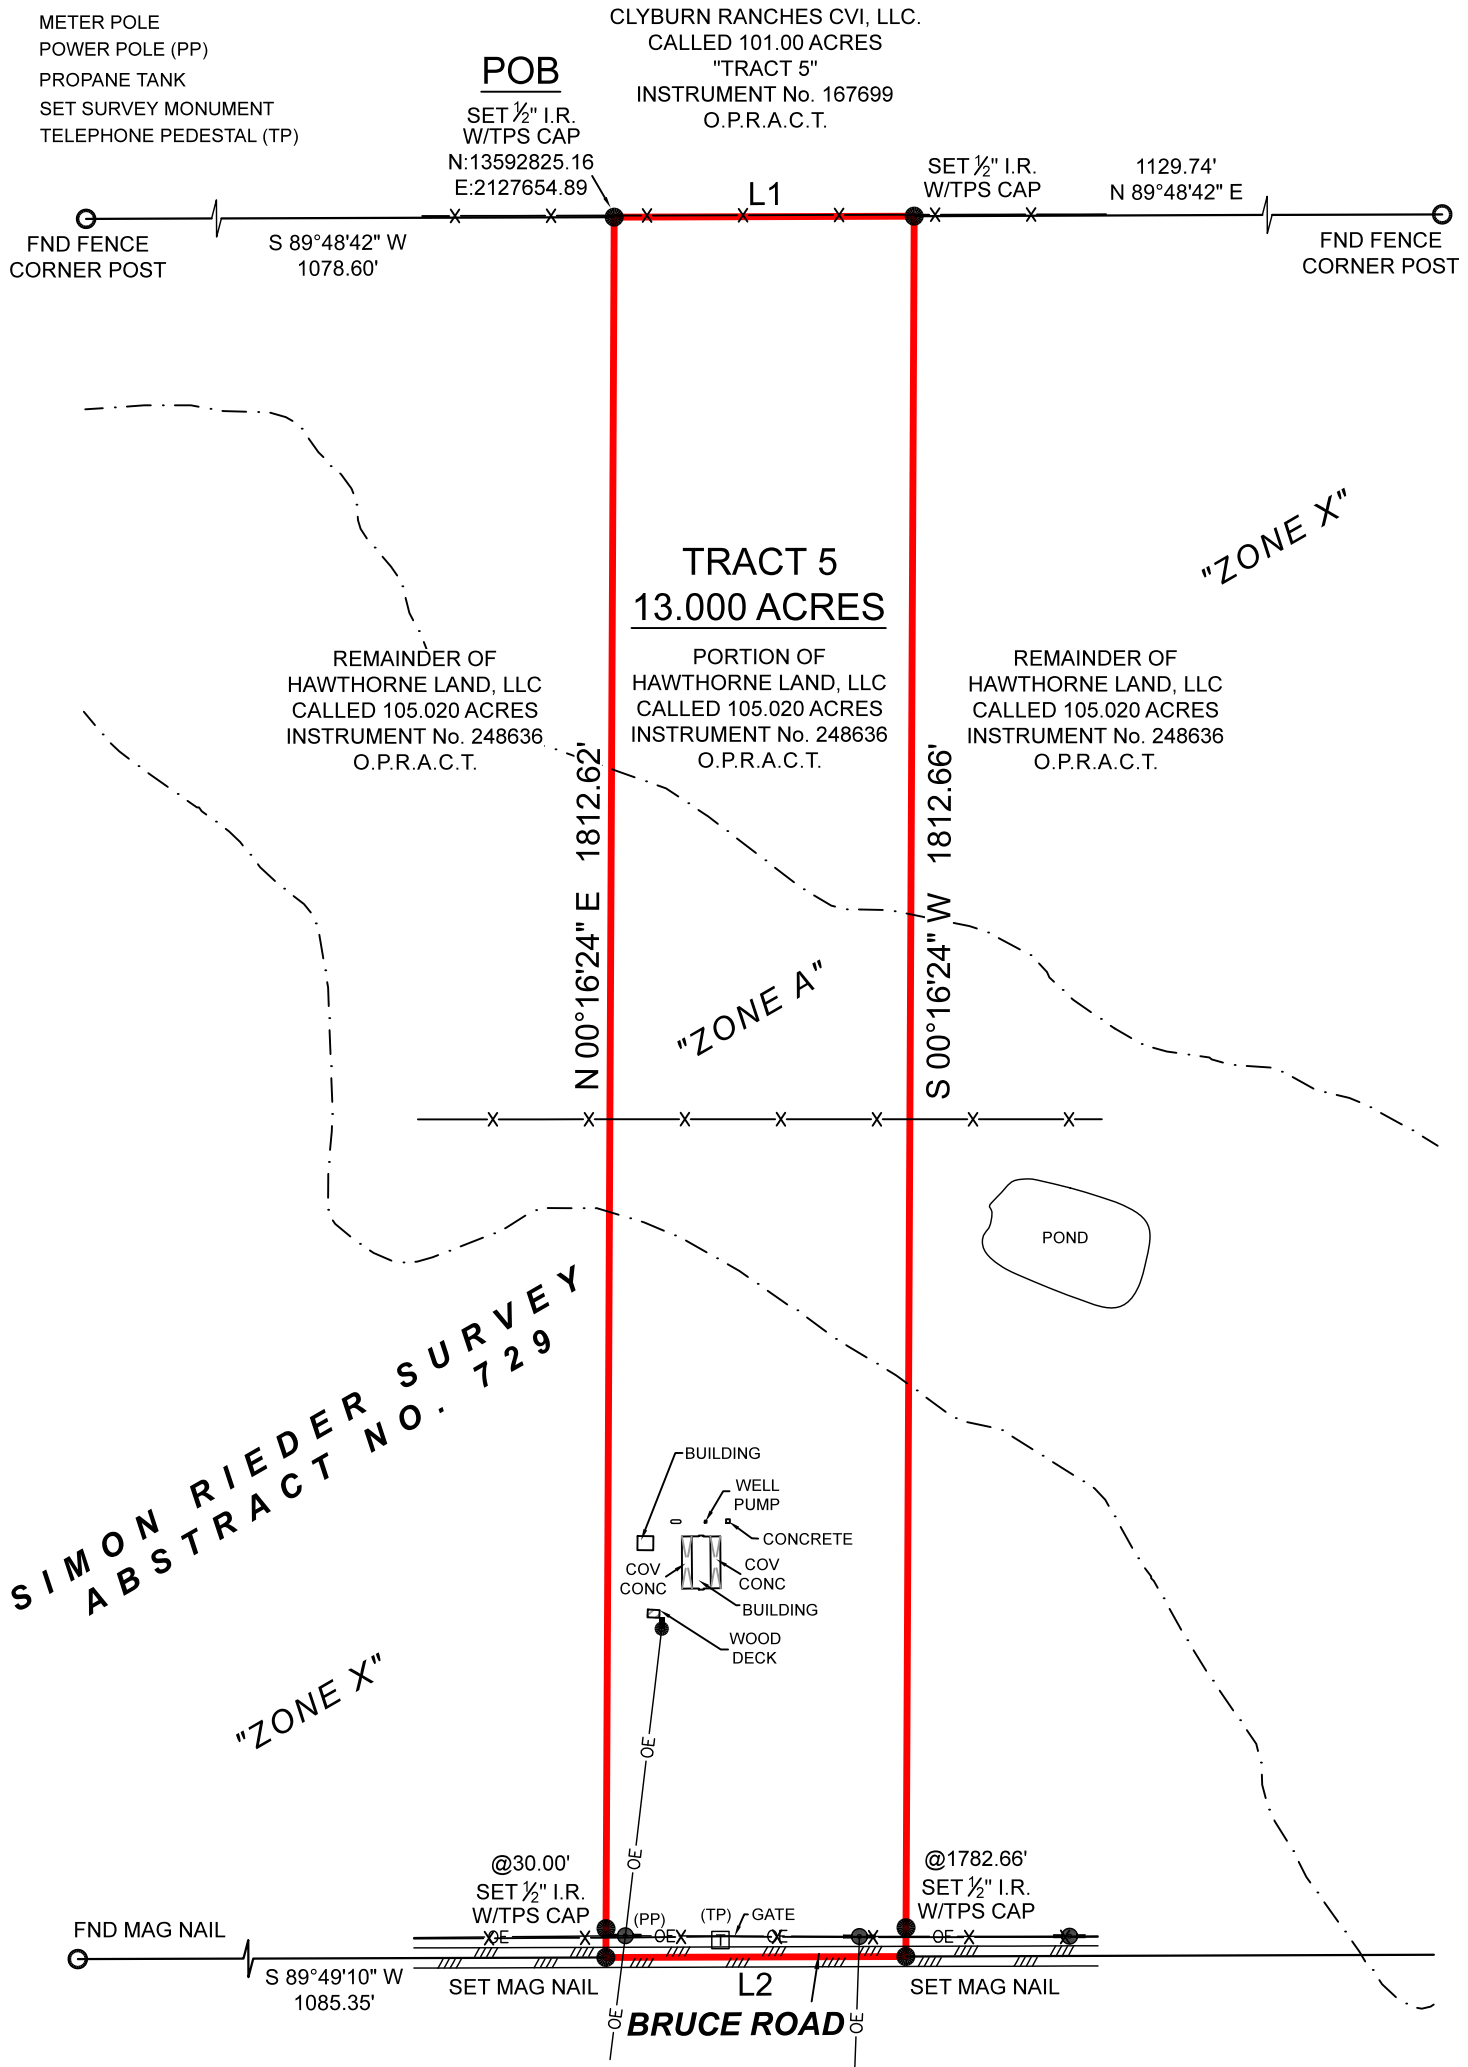 METER POLE
POWER POLE (PP)
PROPANE TANK
SET SURVEY MONUMENT
TELEPHONE PEDESTAL (TP)
CLYBURN RANCHES CVI, LLC.
CALLED 101.00 ACRES
"TRACT 5"
INSTRUMENT No. 167699
O.P.R.A.C.T.
POB
SET ½" I.R.
W/TPS CAP
N:13592825.16
E:2127654.89
L1
SET ½" I.R.
W/TPS CAP
1129.74'
N 89°48'42" E
FND FENCE
CORNER POST
S 89°48'42" W
1078.60'
FND FENCE
CORNER POST
"ZONE X"
TRACT 5
13.000 ACRES
REMAINDER OF
HAWTHORNE LAND, LLC
CALLED 105.020 ACRES
INSTRUMENT No. 248636
O.P.R.A.C.T.
PORTION OF
HAWTHORNE LAND, LLC
CALLED 105.020 ACRES
INSTRUMENT No. 248636
O.P.R.A.C.T.
REMAINDER OF
HAWTHORNE LAND, LLC
CALLED 105.020 ACRES
INSTRUMENT No. 248636
O.P.R.A.C.T.
N 00°16'24" E 1812.62'
S 00°16'24" W 1812.66'
"ZONE A"
POND
SIMON RIEDER SURVEY
ABSTRACT NO. 729
BUILDING
WELL
PUMP
CONCRETE
COV
CONC
COV
CONC
BUILDING
WOOD
DECK
"ZONE X"
OE
OE
@30.00'
SET ½" I.R.
W/TPS CAP
@1782.66'
SET ½" I.R.
W/TPS CAP
FND MAG NAIL
(PP)
(TP)
GATE
OE
OE
OE
OE
T
S 89°49'10" W
1085.35'
SET MAG NAIL
L2
SET MAG NAIL
OE
BRUCE ROAD
OE